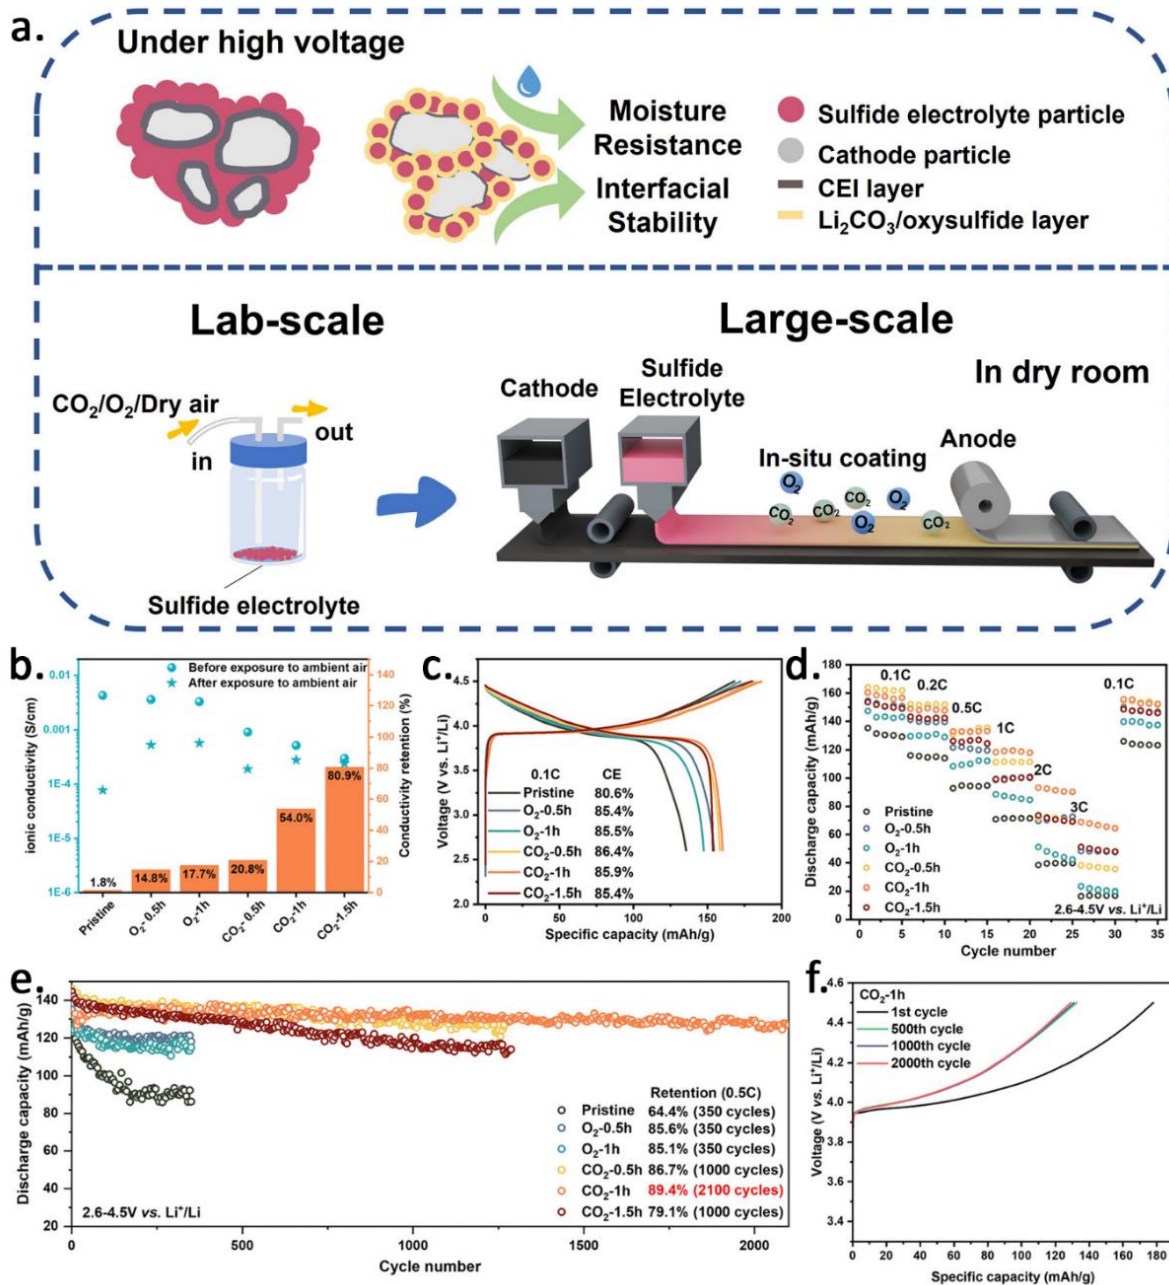 a.
Under high voltage
Moisture
Resistance
Interfacial
Stability
Sulfide electrolyte particle
Cathode particle
CEI layer
Li₂CO₃/oxysulfide layer
Lab-scale
CO₂/O₂/Dry air
in
out
Sulfide electrolyte
Large-scale
In dry room
Cathode
Sulfide
Electrolyte
In-situ coating
Anode
O₂
CO₂
CO₂
CO₂
O₂
O₂
CO₂
b.
Before exposure to ambient air
After exposure to ambient air
0.01
0.001
1E-4
1E-5
1E-6
ionic conductivity (S/cm)
1.8%
14.8%
17.7%
20.8%
54.0%
80.9%
140
120
100
80
60
40
20
0
Conductivity retention (%)
Pristine
O₂- 0.5h
O₂-1h
CO₂- 0.5h
CO₂-1h
CO₂-1.5h
c.
4.5
4.0
3.5
3.0
2.5
2.0
Voltage (V vs. Li⁺/Li)
0.1C CE
Pristine 80.6%
O₂-0.5h 85.4%
O₂-1h 85.5%
CO₂-0.5h 86.4%
CO₂-1h 85.9%
CO₂-1.5h 85.4%
0 50 100 150 200
Specific capacity (mAh/g)
d.
180
160
140
120
100
80
60
40
20
0
Discharge capacity (mAh/g)
0.1C
0.2C
0.5C
1C
2C
3C
0.1C
Pristine
O₂-0.5h
O₂-1h
CO₂-0.5h
CO₂-1h
CO₂-1.5h
2.6-4.5V vs. Li⁺/Li
0 5 10 15 20 25 30 35
Cycle number
e.
140
120
100
80
60
40
20
Discharge capacity (mAh/g)
Retention (0.5C)
Pristine 64.4% (350 cycles)
O₂-0.5h 85.6% (350 cycles)
O₂-1h 85.1% (350 cycles)
CO₂-0.5h 86.7% (1000 cycles)
CO₂-1h 89.4% (2100 cycles)
CO₂-1.5h 79.1% (1000 cycles)
2.6-4.5V vs. Li⁺/Li
0 500 1000 1500 2000
Cycle number
f.
4.6
4.4
4.2
4.0
3.8
3.6
3.4
Voltage (V vs. Li⁺/Li)
CO₂-1h
1st cycle
500th cycle
1000th cycle
2000th cycle
0 20 40 60 80 100 120 140 160 180
Specific capacity (mAh/g)